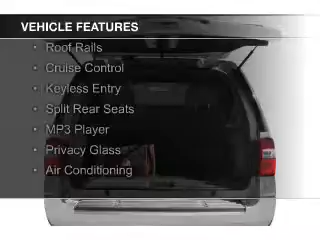 VEHICLE FEATURES
• Roof Rails
• Cruise Control
• Keyless Entry
• Split Rear Seats
• MP3 Player
• Privacy Glass
• Air Conditioning